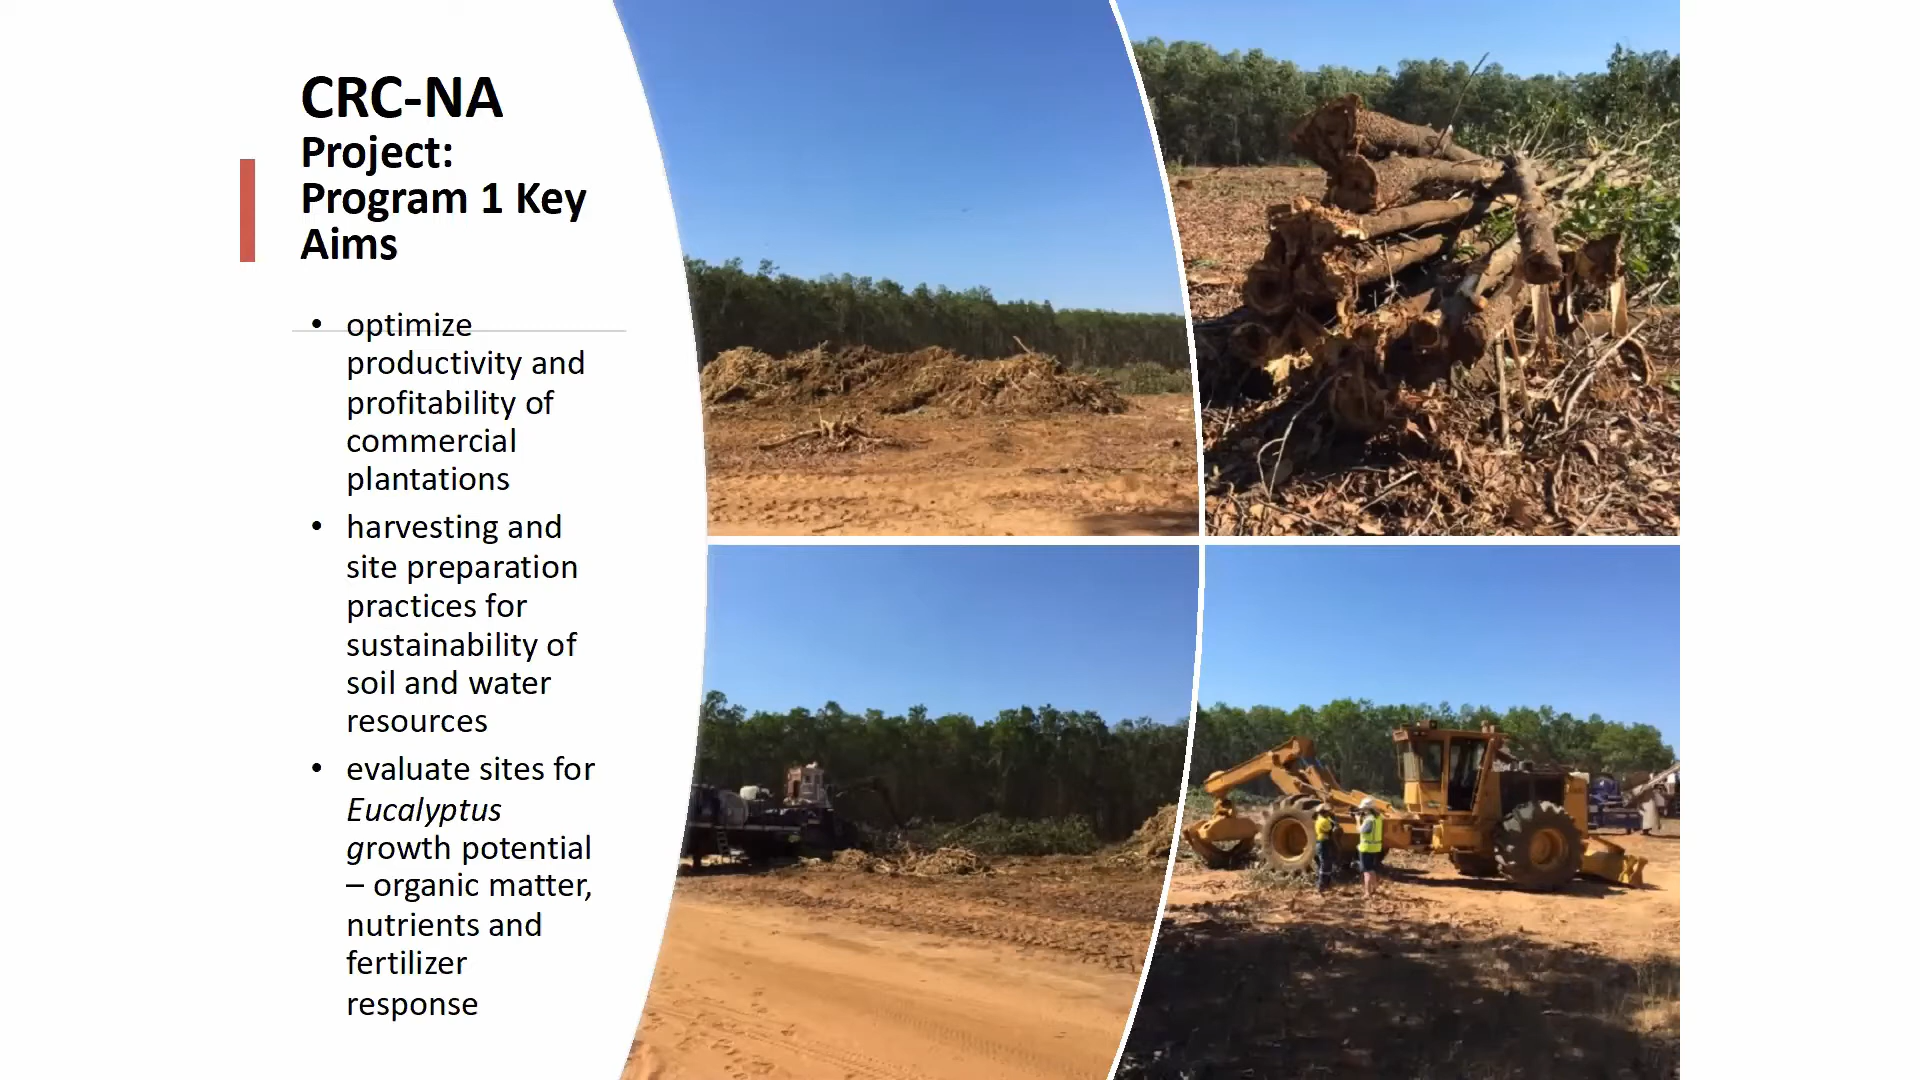 CRC-NA
Project:
Program 1 Key
Aims
• optimize
productivity and
profitability of
commercial
plantations
• harvesting and
site preparation
practices for
sustainability of
soil and water
resources
• evaluate sites for
Eucalyptus
growth potential
– organic matter,
nutrients and
fertilizer
response